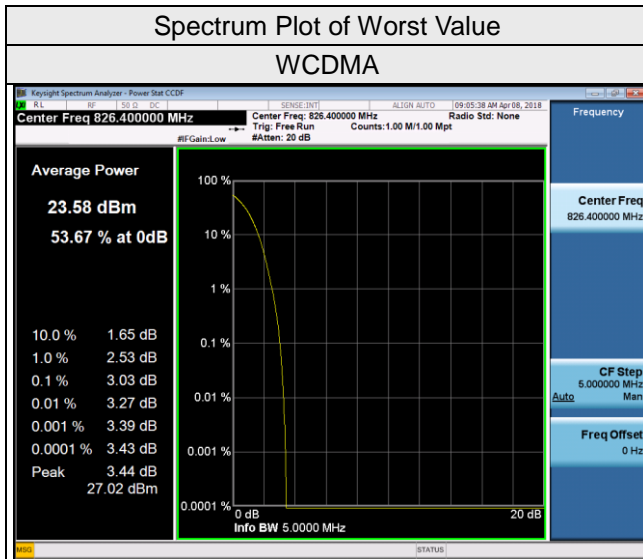 Spectrum Plot of Worst Value
WCDMA
Keysight Spectrum Analyzer - Power Stat CCDF
RL RF 50 Ω DC SENSE:INT ALIGN AUTO 09:05:38 AM Apr 08, 2018
Center Freq 826.400000 MHz
Center Freq: 826.400000 MHz Radio Std: None
Trig: Free Run Counts:1.00 M/1.00 Mpt
#IFGain:Low #Atten: 20 dB
Frequency
Average Power
23.58 dBm
53.67 % at 0dB
10.0 % 1.65 dB
1.0 % 2.53 dB
0.1 % 3.03 dB
0.01 % 3.27 dB
0.001 % 3.39 dB
0.0001 % 3.43 dB
Peak 3.44 dB
27.02 dBm
100 %
10 %
1 %
0.1 %
0.01 %
0.001 %
0.0001 %
0 dB 20 dB
Info BW 5.0000 MHz
Center Freq
826.400000 MHz
CF Step
5.000000 MHz
Auto Man
Freq Offset
0 Hz
MSG STATUS